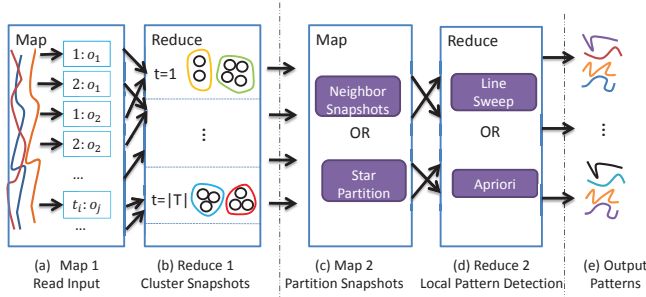 Map
1: o1
2: o1
1: o2
2: o2
...
ti: oj
...
Reduce
t=1
⋮
t=|T|
Map
Neighbor
Snapshots
OR
Star
Partition
Reduce
Line
Sweep
OR
Apriori
⋮
(a) Map 1
Read Input
(b) Reduce 1
Cluster Snapshots
(c) Map 2
Partition Snapshots
(d) Reduce 2
Local Pattern Detection
(e) Output
Patterns